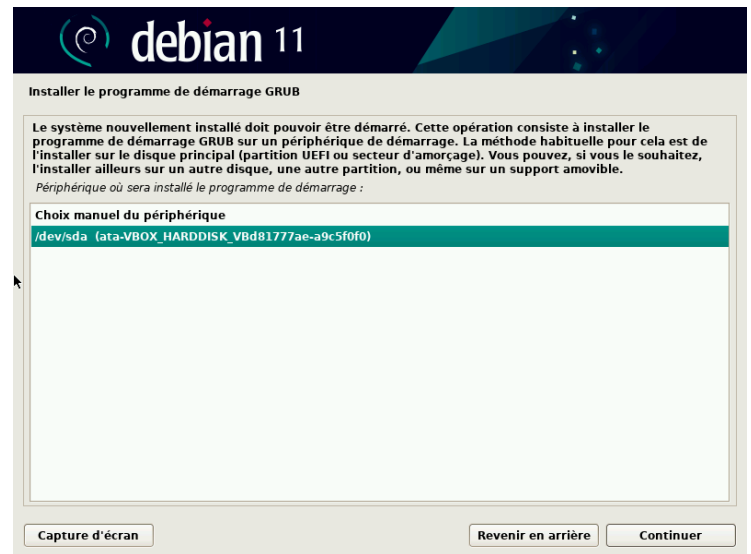 debian 11
Installer le programme de démarrage GRUB
Le système nouvellement installé doit pouvoir être démarré. Cette opération consiste à installer le
programme de démarrage GRUB sur un périphérique de démarrage. La méthode habituelle pour cela est de
l'installer sur le disque principal (partition UEFI ou secteur d'amorçage). Vous pouvez, si vous le souhaitez,
l'installer ailleurs sur un autre disque, une autre partition, ou même sur un support amovible.
Périphérique où sera installé le programme de démarrage :
Choix manuel du périphérique
/dev/sda (ata-VBOX_HARDDISK_VBd81777ae-a9c5f0f0)
Capture d'écran
Revenir en arrière
Continuer